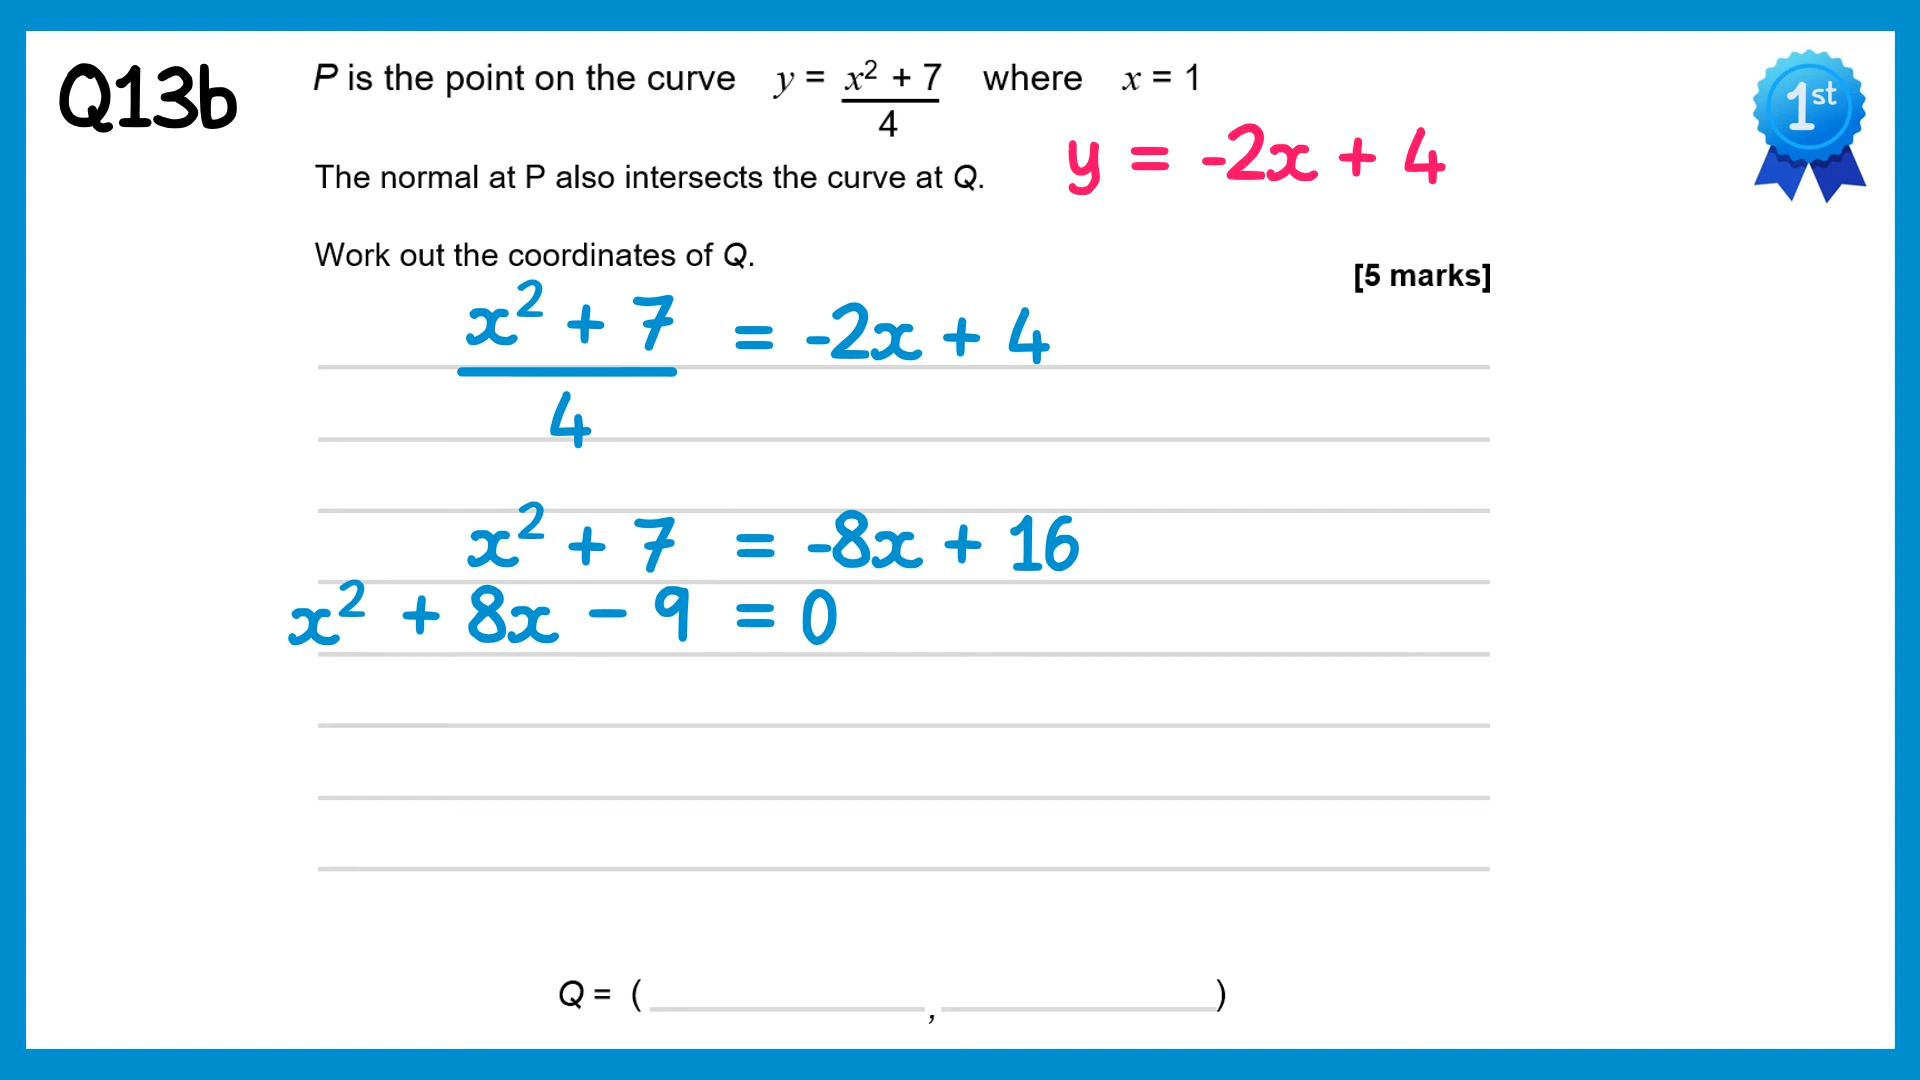 Q13b
P is the point on the curve y = x² + 7 / 4 where x = 1
1st
y = -2x + 4
The normal at P also intersects the curve at Q.
Work out the coordinates of Q.
[5 marks]
x² + 7 / 4 = -2x + 4
x² + 7 = -8x + 16
x² + 8x - 9 = 0
Q = ( , )